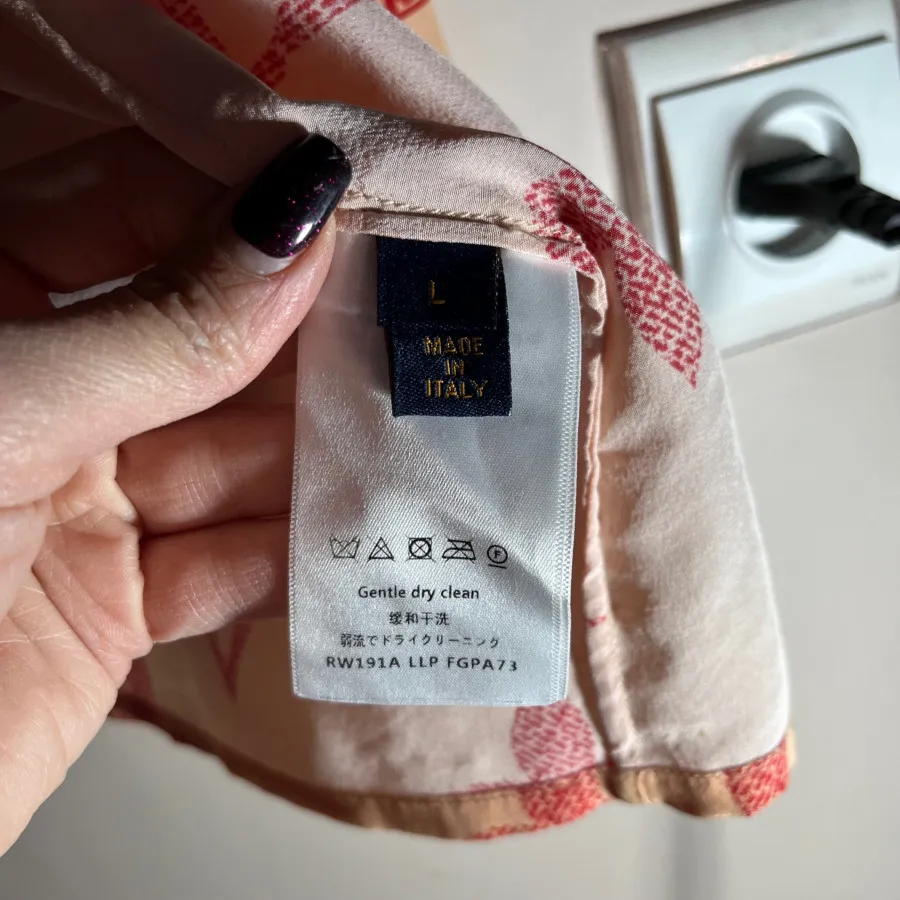 L
MADE
IN
ITALY
F
Gentle dry clean
缓和干洗
弱流でドライクリーニング
RW191A LLP FGPA73